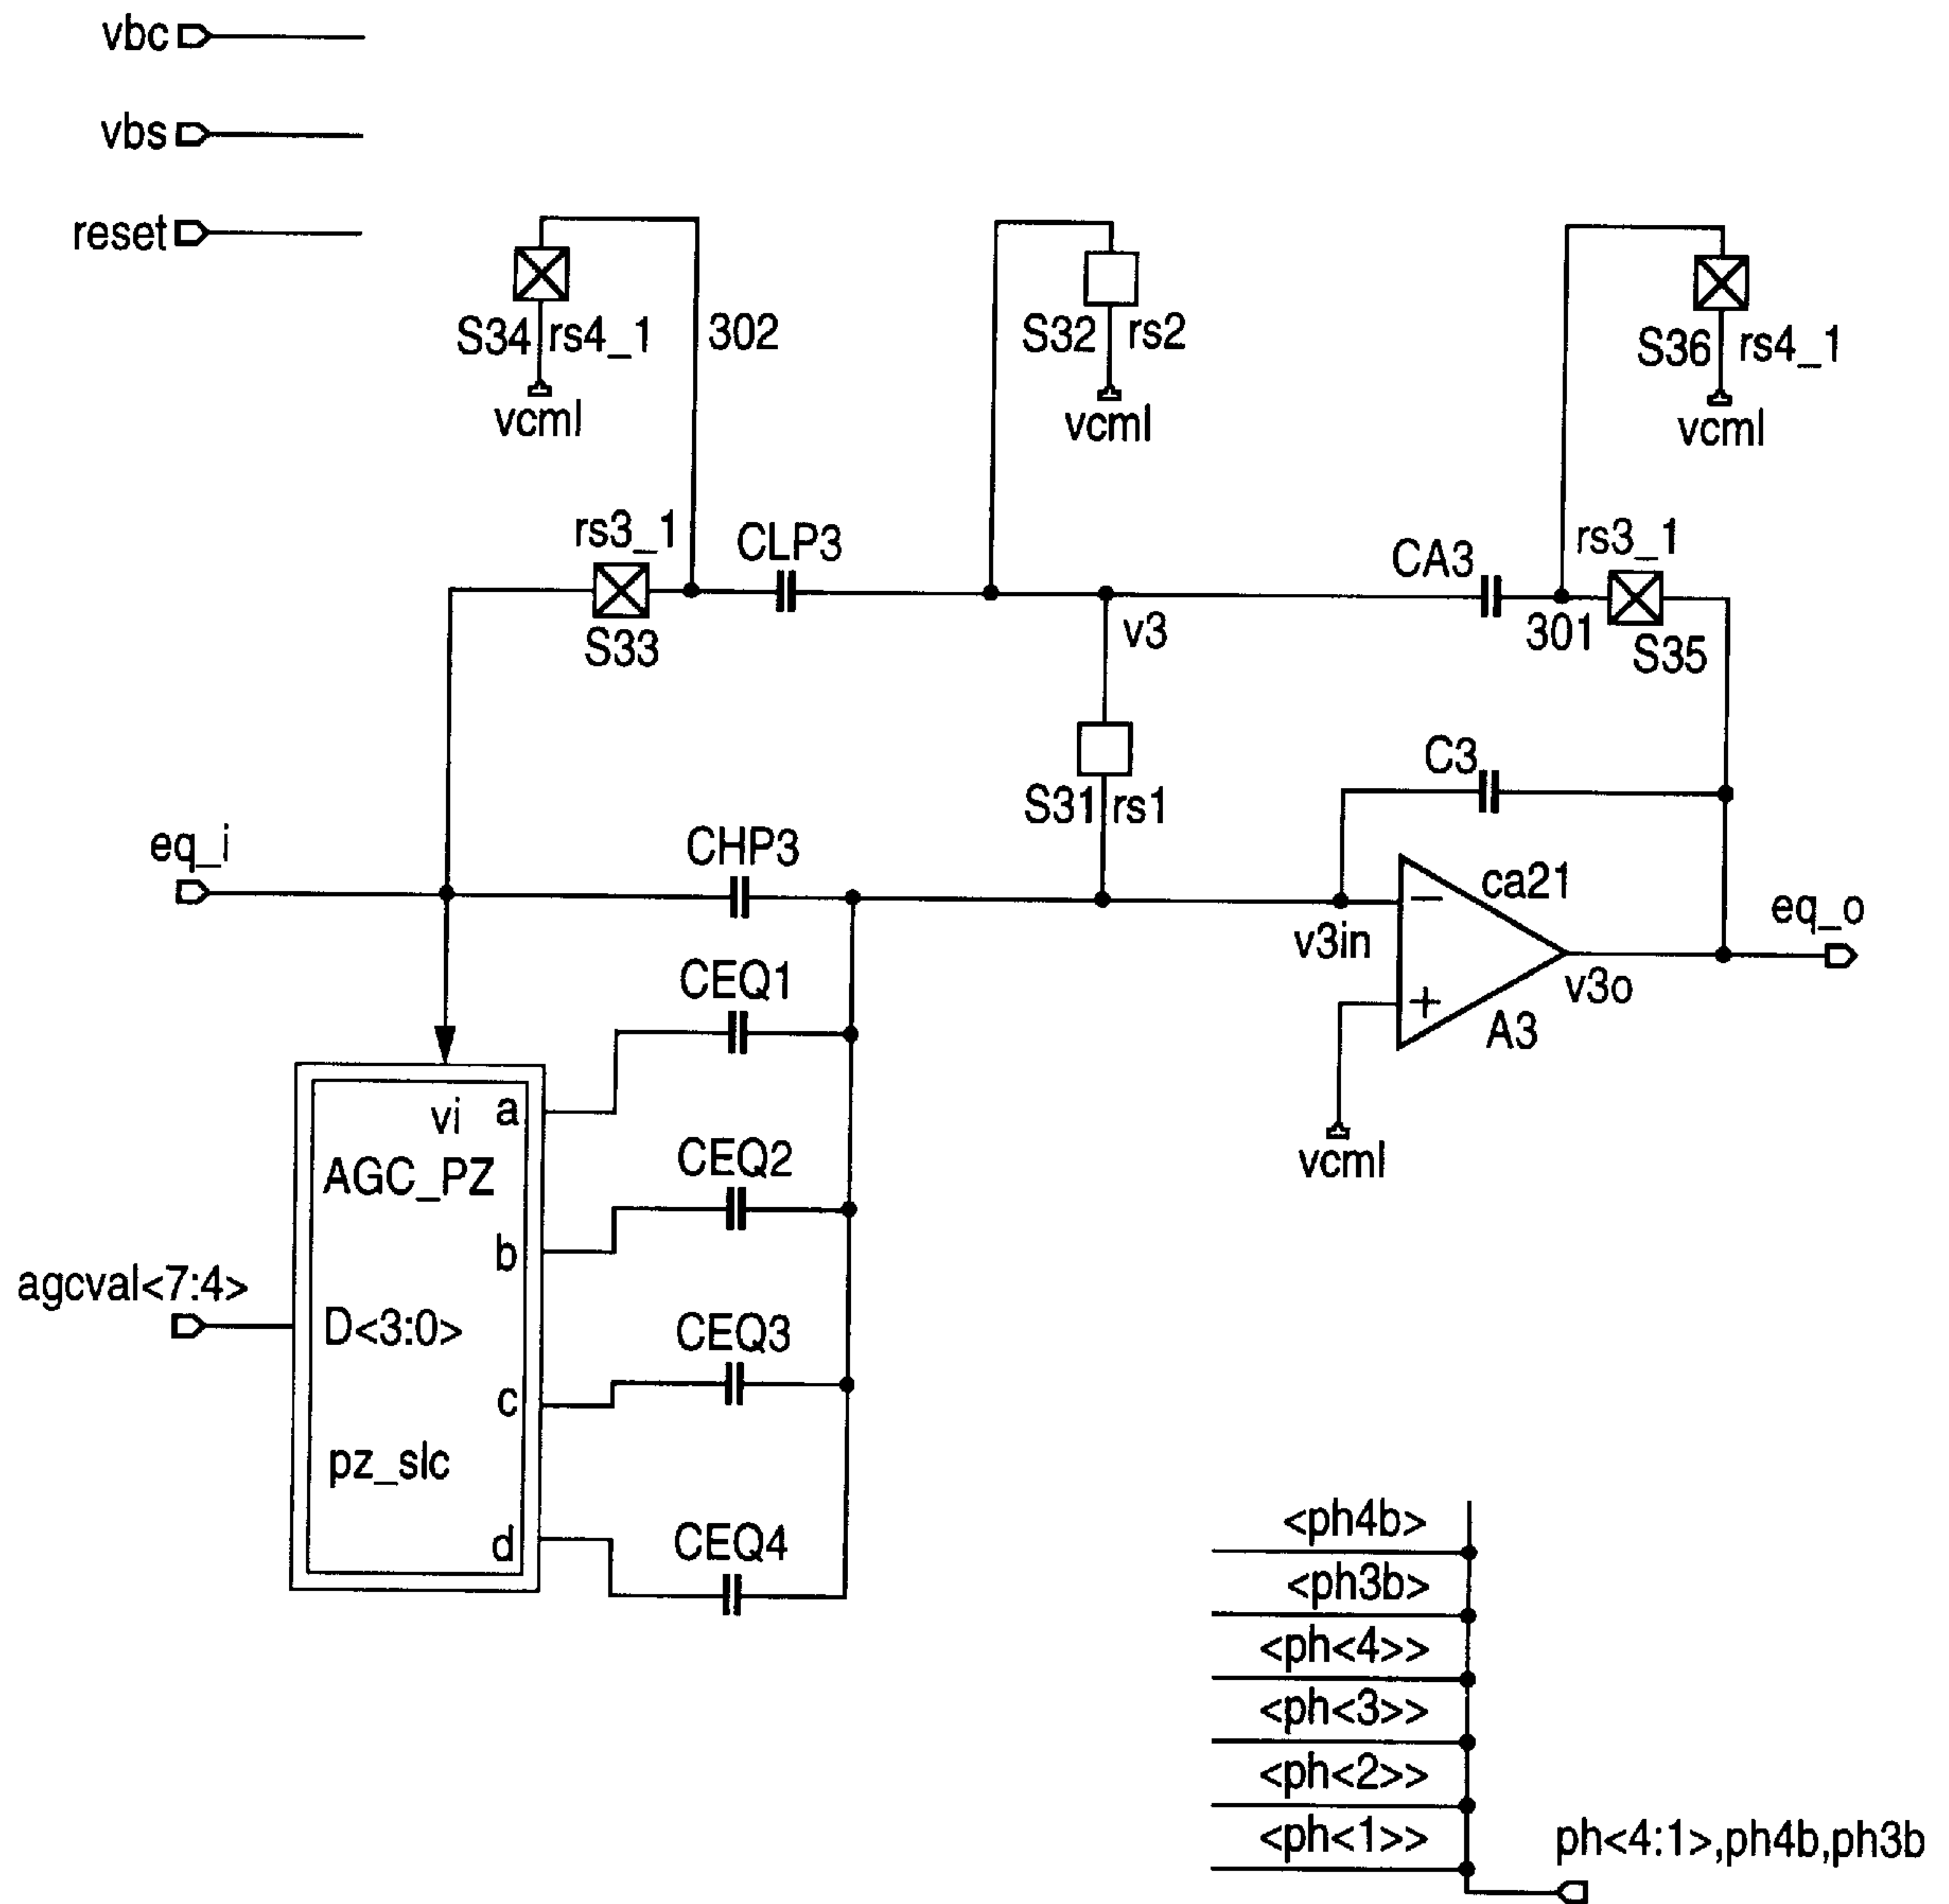 vbc
vbs
reset
S34 rs4_1
302
vcml
S32 rs2
vcml
S36 rs4_1
vcml
rs3_1
S33
CLP3
v3
CA3
301
rs3_1
S35
S31 rs1
C3
eq_i
CHP3
v3in
ca21
−
+
A3
v3o
eq_o
vcml
CEQ1
CEQ2
CEQ3
CEQ4
vi a
AGC_PZ
b
agcval<7:4>
D<3:0>
c
pz_slc
d
<ph4b>
<ph3b>
<ph<4>>
<ph<3>>
<ph<2>>
<ph<1>>
ph<4:1>,ph4b,ph3b